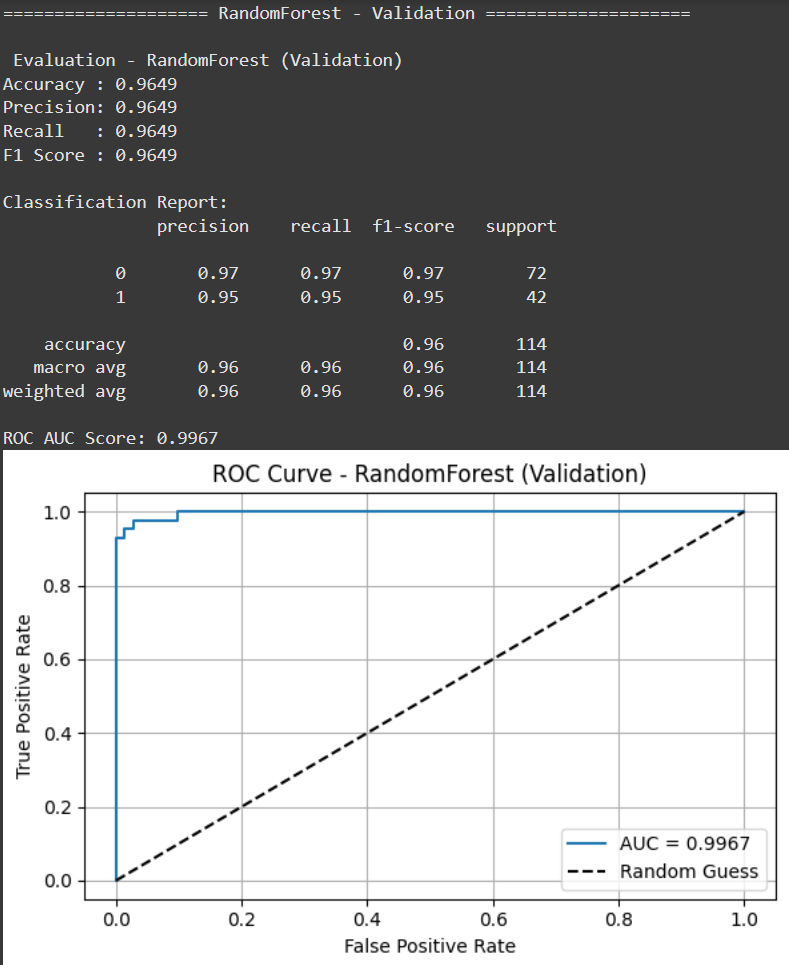 ==================== RandomForest - Validation ====================
Evaluation - RandomForest (Validation)
Accuracy : 0.9649
Precision: 0.9649
Recall   : 0.9649
F1 Score : 0.9649
Classification Report:
precision    recall  f1-score   support
0       0.97      0.97      0.97        72
1       0.95      0.95      0.95        42
accuracy                           0.96       114
macro avg       0.96      0.96      0.96       114
weighted avg       0.96      0.96      0.96       114
ROC AUC Score: 0.9967
ROC Curve - RandomForest (Validation)
True Positive Rate
1.0
0.8
0.6
0.4
0.2
0.0
AUC = 0.9967
Random Guess
0.0 0.2 0.4 0.6 0.8 1.0
False Positive Rate